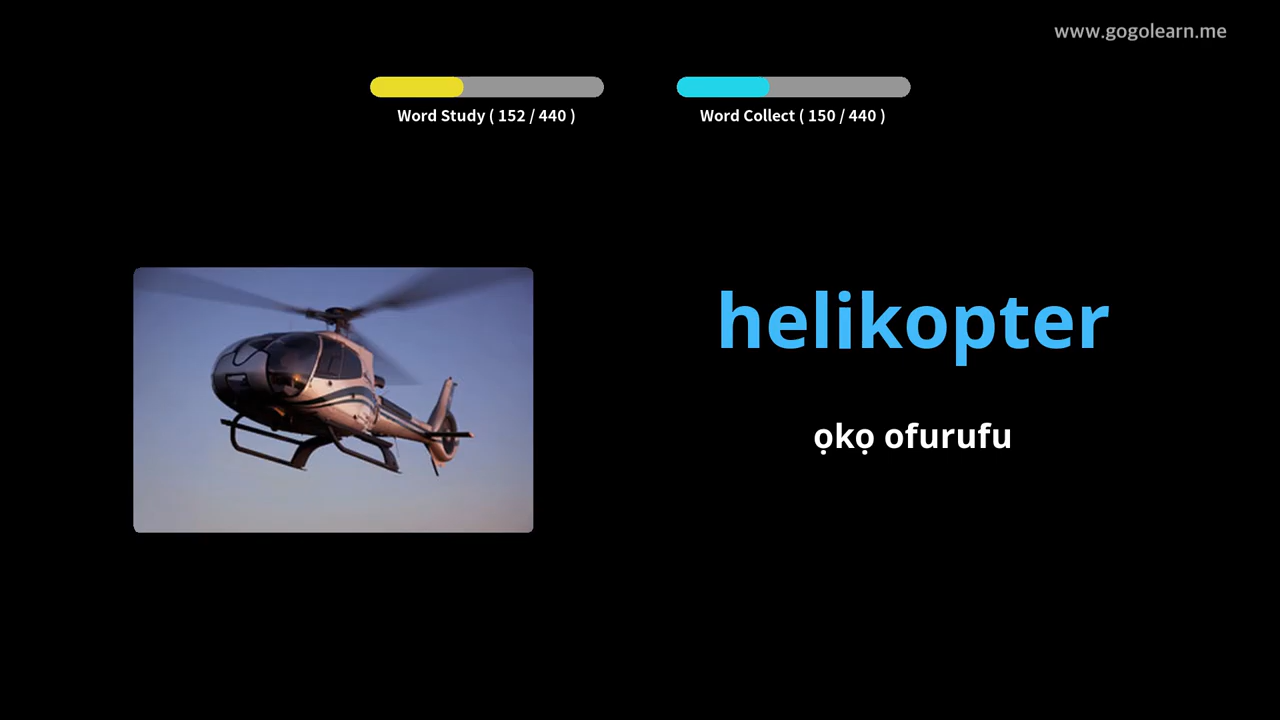 www.gogolearn.me
Word Study ( 152 / 440 )
Word Collect ( 150 / 440 )
helikopter
ọkọ ofurufu